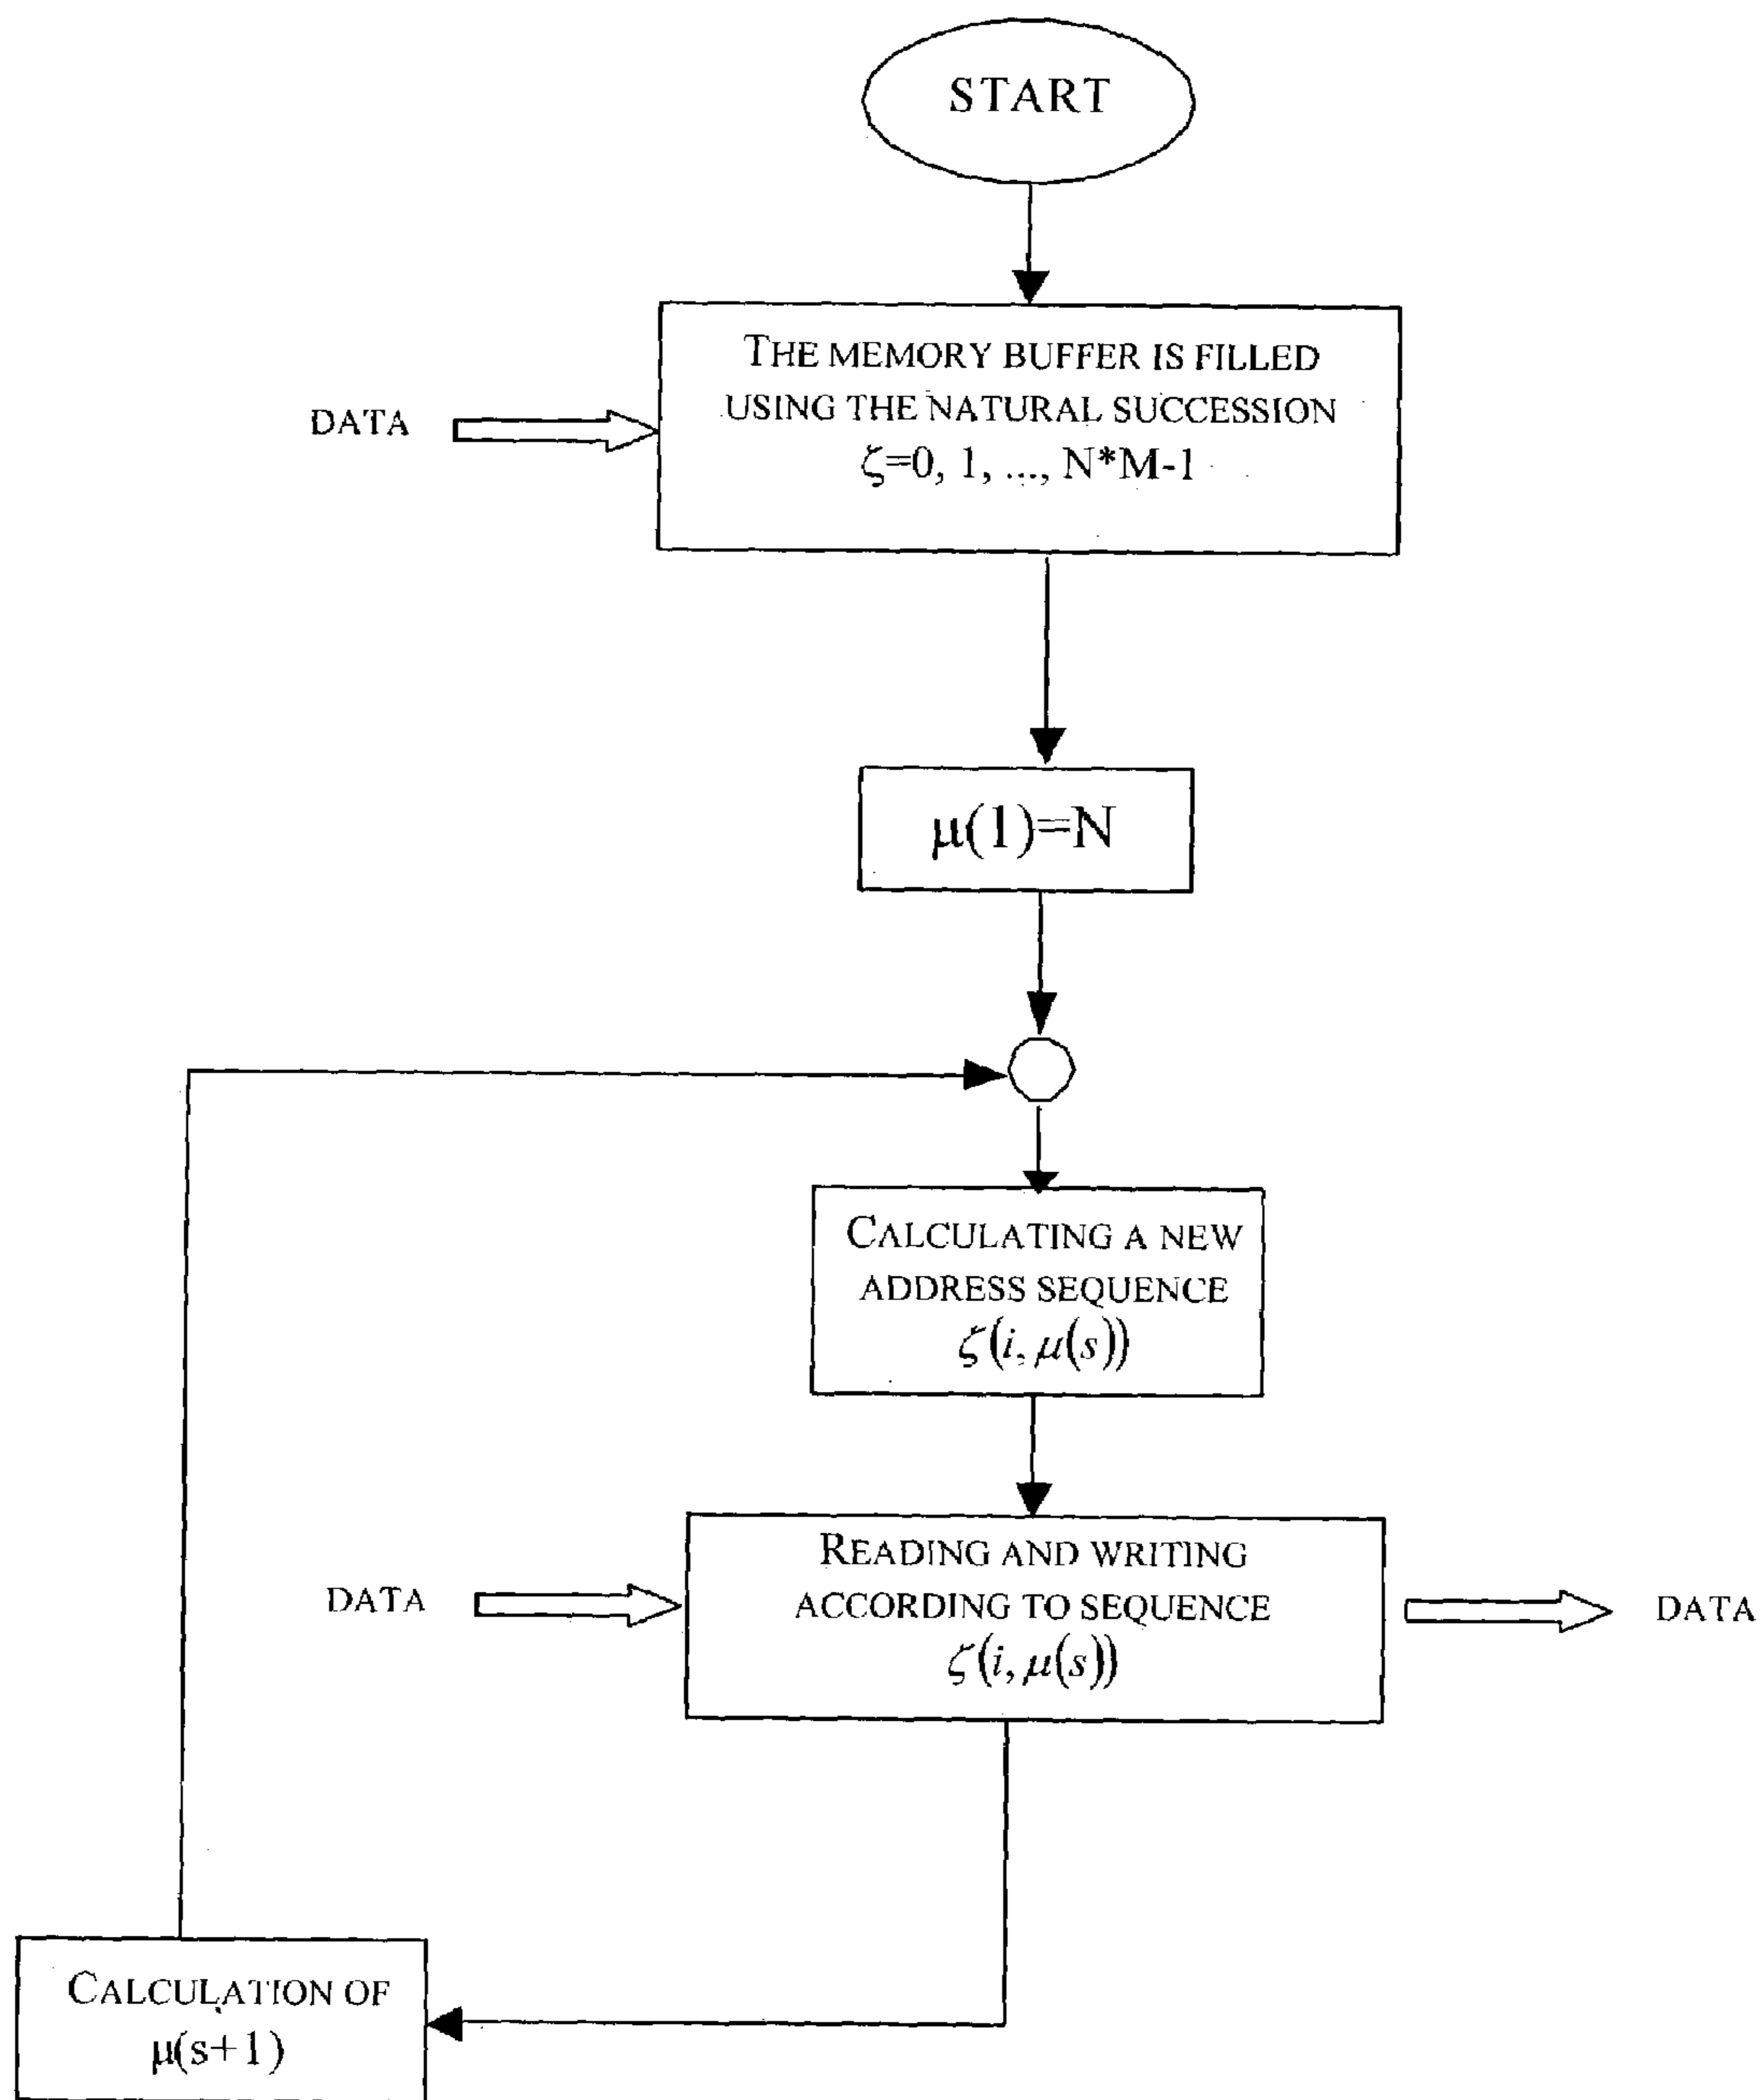 START
THE MEMORY BUFFER IS FILLED
USING THE NATURAL SUCCESSION
ζ=0, 1, ..., N*M-1
DATA
μ(1)=N
CALCULATING A NEW
ADDRESS SEQUENCE
ζ(i, μ(s))
READING AND WRITING
ACCORDING TO SEQUENCE
ζ(i, μ(s))
DATA
DATA
CALCULATION OF
μ(s+1)